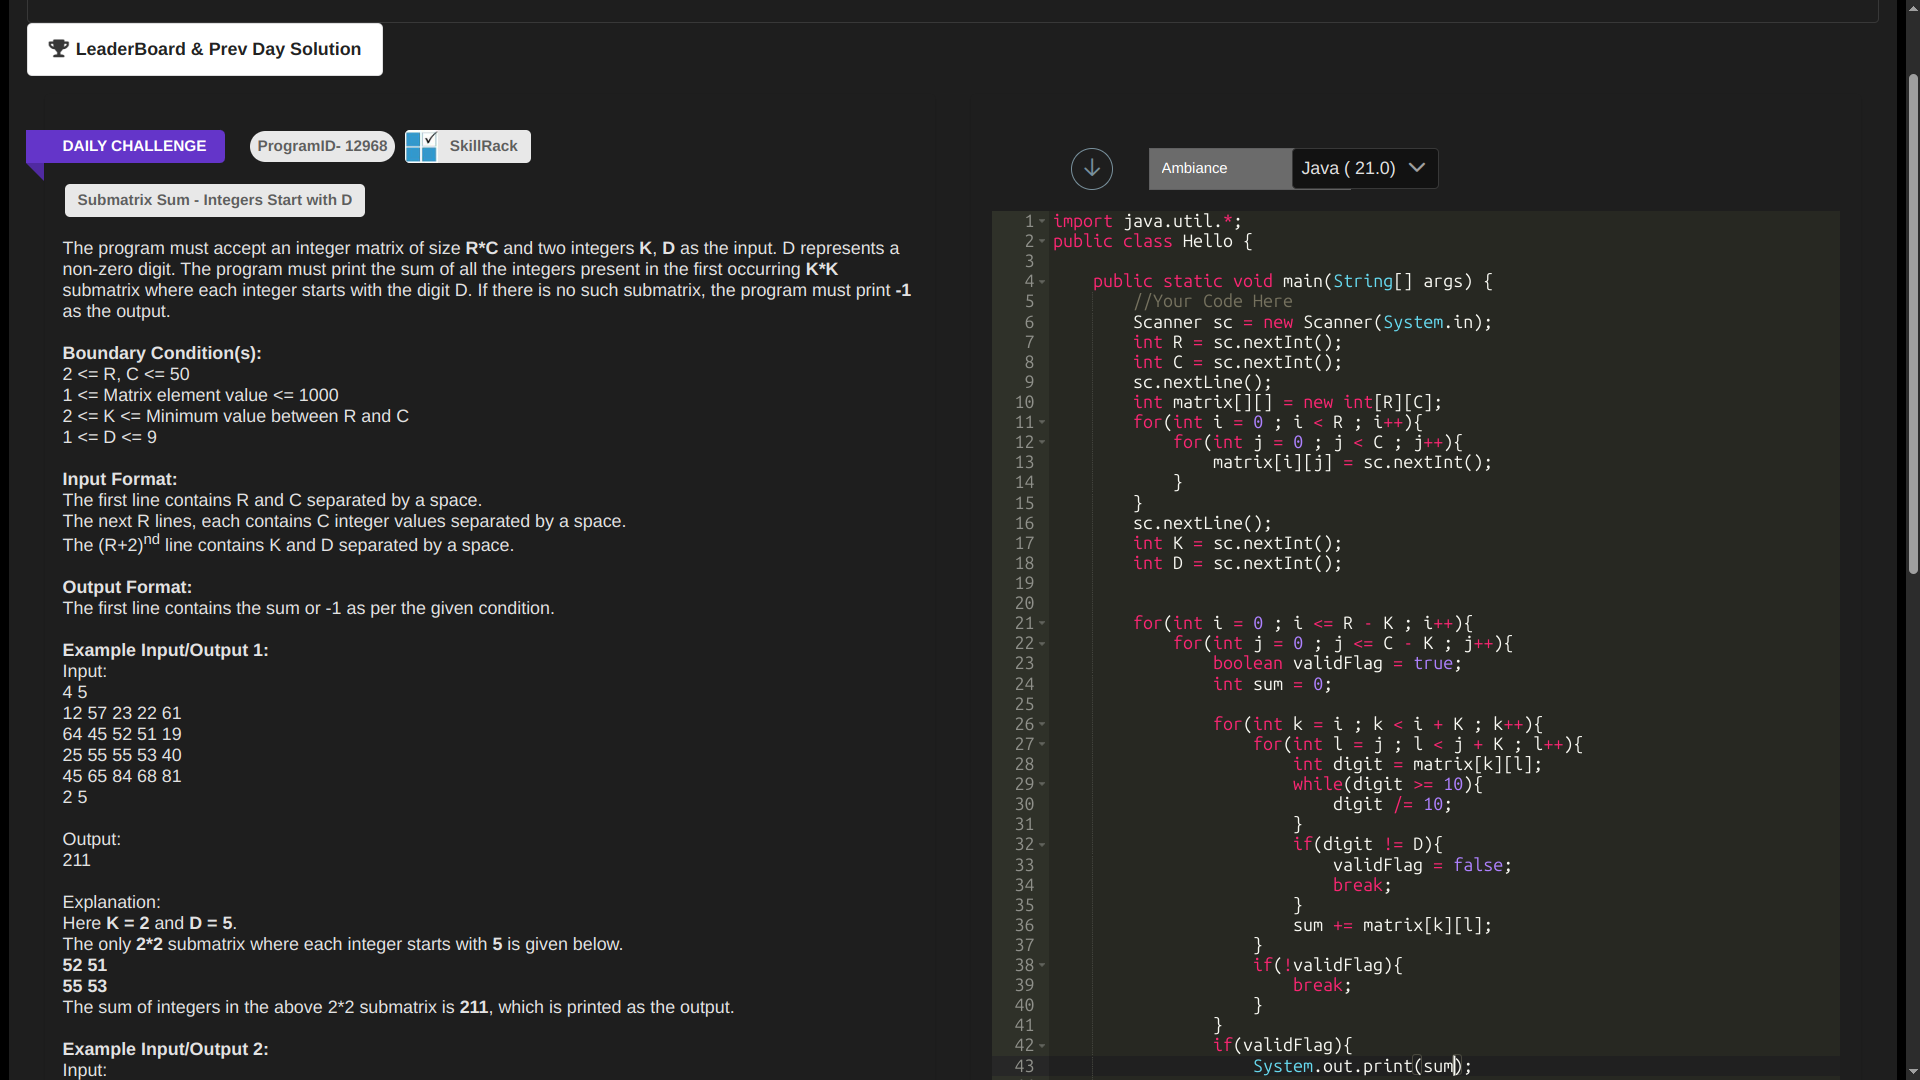 LeaderBoard & Prev Day Solution
DAILY CHALLENGE
ProgramID- 12968
SkillRack
Submatrix Sum - Integers Start with D
The program must accept an integer matrix of size R*C and two integers K, D as the input. D represents a
non-zero digit. The program must print the sum of all the integers present in the first occurring K*K
submatrix where each integer starts with the digit D. If there is no such submatrix, the program must print -1
as the output.
Boundary Condition(s):
2 <= R, C <= 50
1 <= Matrix element value <= 1000
2 <= K <= Minimum value between R and C
1 <= D <= 9
Input Format:
The first line contains R and C separated by a space.
The next R lines, each contains C integer values separated by a space.
The (R+2)nd line contains K and D separated by a space.
Output Format:
The first line contains the sum or -1 as per the given condition.
Example Input/Output 1:
Input:
4 5
12 57 23 22 61
64 45 52 51 19
25 55 55 53 40
45 65 84 68 81
2 5
Output:
211
Explanation:
Here K = 2 and D = 5.
The only 2*2 submatrix where each integer starts with 5 is given below.
52 51
55 53
The sum of integers in the above 2*2 submatrix is 211, which is printed as the output.
Example Input/Output 2:
Input:
Ambiance
Java ( 21.0)
1 import java.util.*;
2 public class Hello {
3
4     public static void main(String[] args) {
5         //Your Code Here
6         Scanner sc = new Scanner(System.in);
7         int R = sc.nextInt();
8         int C = sc.nextInt();
9         sc.nextLine();
10         int matrix[][] = new int[R][C];
11         for(int i = 0 ; i < R ; i++){
12             for(int j = 0 ; j < C ; j++){
13                 matrix[i][j] = sc.nextInt();
14             }
15         }
16         sc.nextLine();
17         int K = sc.nextInt();
18         int D = sc.nextInt();
19
20
21         for(int i = 0 ; i <= R - K ; i++){
22             for(int j = 0 ; j <= C - K ; j++){
23                 boolean validFlag = true;
24                 int sum = 0;
25
26                 for(int k = i ; k < i + K ; k++){
27                     for(int l = j ; l < j + K ; l++){
28                         int digit = matrix[k][l];
29                         while(digit >= 10){
30                             digit /= 10;
31                         }
32                         if(digit != D){
33                             validFlag = false;
34                             break;
35                         }
36                         sum += matrix[k][l];
37                     }
38                     if(!validFlag){
39                         break;
40                     }
41                 }
42                 if(validFlag){
43                     System.out.print(sum);